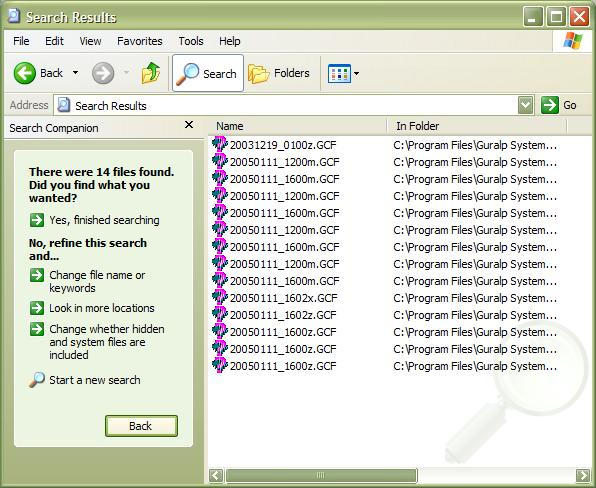 Search Results
File Edit View Favorites Tools Help
Back Search Folders
Address Search Results Go
Search Companion
There were 14 files found.
Did you find what you
wanted?
Yes, finished searching
No, refine this search
and...
Change file name or
keywords
Look in more locations
Change whether hidden
and system files are
included
Start a new search
Back
Name In Folder
20031219_0100z.GCF C:\Program Files\Guralp System...
20050111_1200m.GCF C:\Program Files\Guralp System...
20050111_1600m.GCF C:\Program Files\Guralp System...
20050111_1200m.GCF C:\Program Files\Guralp System...
20050111_1600m.GCF C:\Program Files\Guralp System...
20050111_1200m.GCF C:\Program Files\Guralp System...
20050111_1600m.GCF C:\Program Files\Guralp System...
20050111_1200m.GCF C:\Program Files\Guralp System...
20050111_1600m.GCF C:\Program Files\Guralp System...
20050111_1602x.GCF C:\Program Files\Guralp System...
20050111_1602z.GCF C:\Program Files\Guralp System...
20050111_1600z.GCF C:\Program Files\Guralp System...
20050111_1600z.GCF C:\Program Files\Guralp System...
20050111_1600z.GCF C:\Program Files\Guralp System...